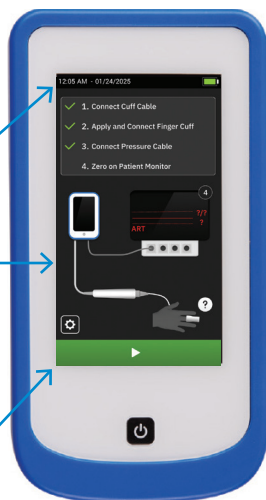 12:05 AM - 01/24/2025
1. Connect Cuff Cable
2. Apply and Connect Finger Cuff
3. Connect Pressure Cable
4. Zero on Patient Monitor
4
?/?
?
ART
?